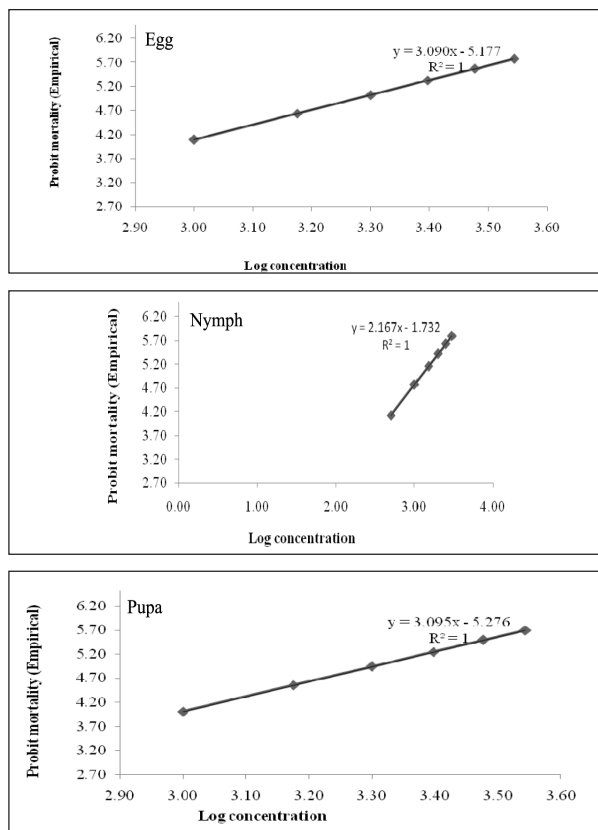 Egg
y = 3.090x - 5.177
R² = 1
Probit mortality (Empirical)
6.20
5.70
5.20
4.70
4.20
3.70
3.20
2.70
2.90 3.00 3.10 3.20 3.30 3.40 3.50 3.60
Log concentration
Nymph
y = 2.167x - 1.732
R² = 1
Probit mortality (Empirical)
6.20
5.70
5.20
4.70
4.20
3.70
3.20
2.70
0.00 1.00 2.00 3.00 4.00
Log concentration
Pupa
y = 3.095x - 5.276
R² = 1
Probit mortality (Empirical)
6.20
5.70
5.20
4.70
4.20
3.70
3.20
2.70
2.90 3.00 3.10 3.20 3.30 3.40 3.50 3.60
Log concentration